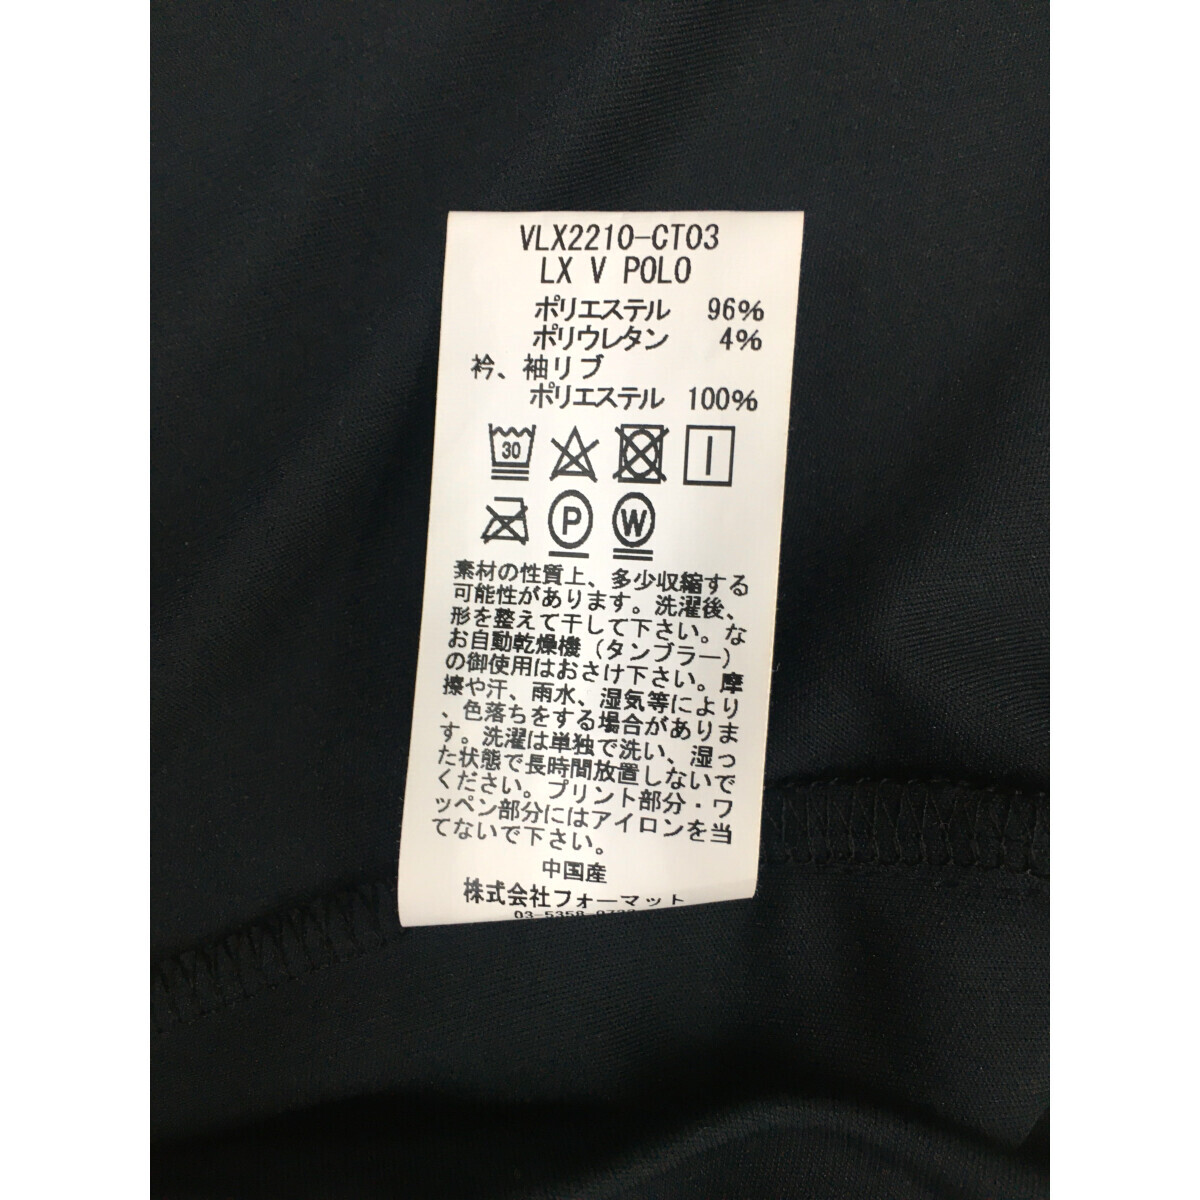 VLX2210-CT03
LX V POLO
ポリエステル 96%
ポリウレタン 4%
衿、袖リブ
ポリエステル 100%
30
P W
素材の性質上、多少収縮する
可能性があります。洗濯後、
形を整えて干して下さい。な
お自動乾燥機(タンブラー)
の御使用はおさけ下さい。摩
擦や汗、雨水、湿気等により
、色落ちをする場合がありま
す。洗濯は単独で洗い、湿っ
た状態で長時間放置しないで
ください。プリント部分・ワ
ッペン部分にはアイロンを当
てないで下さい。
中国産
株式会社フォーマット
03-5358-